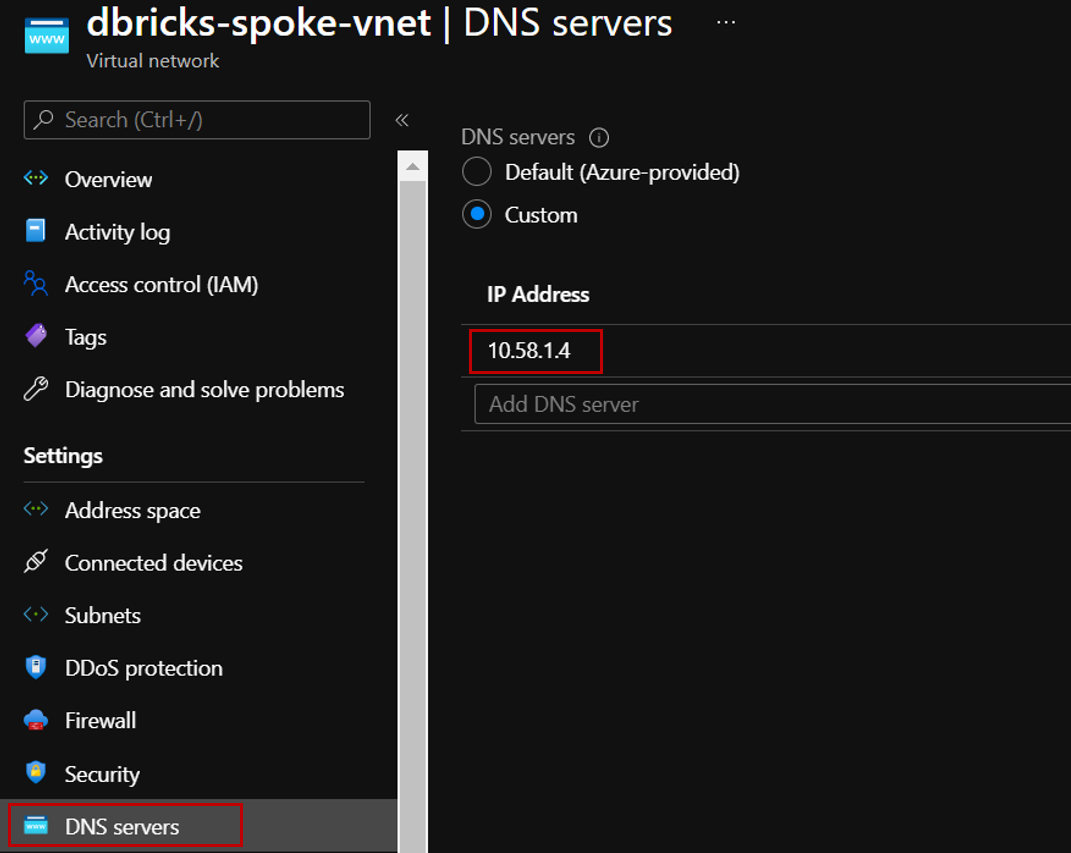 dbricks-spoke-vnet | DNS servers ...
Virtual network
Search (Ctrl+/)
«
Overview
Activity log
Access control (IAM)
Tags
Diagnose and solve problems
Settings
Address space
Connected devices
Subnets
DDoS protection
Firewall
Security
DNS servers
DNS servers
Default (Azure-provided)
Custom
IP Address
10.58.1.4
Add DNS server